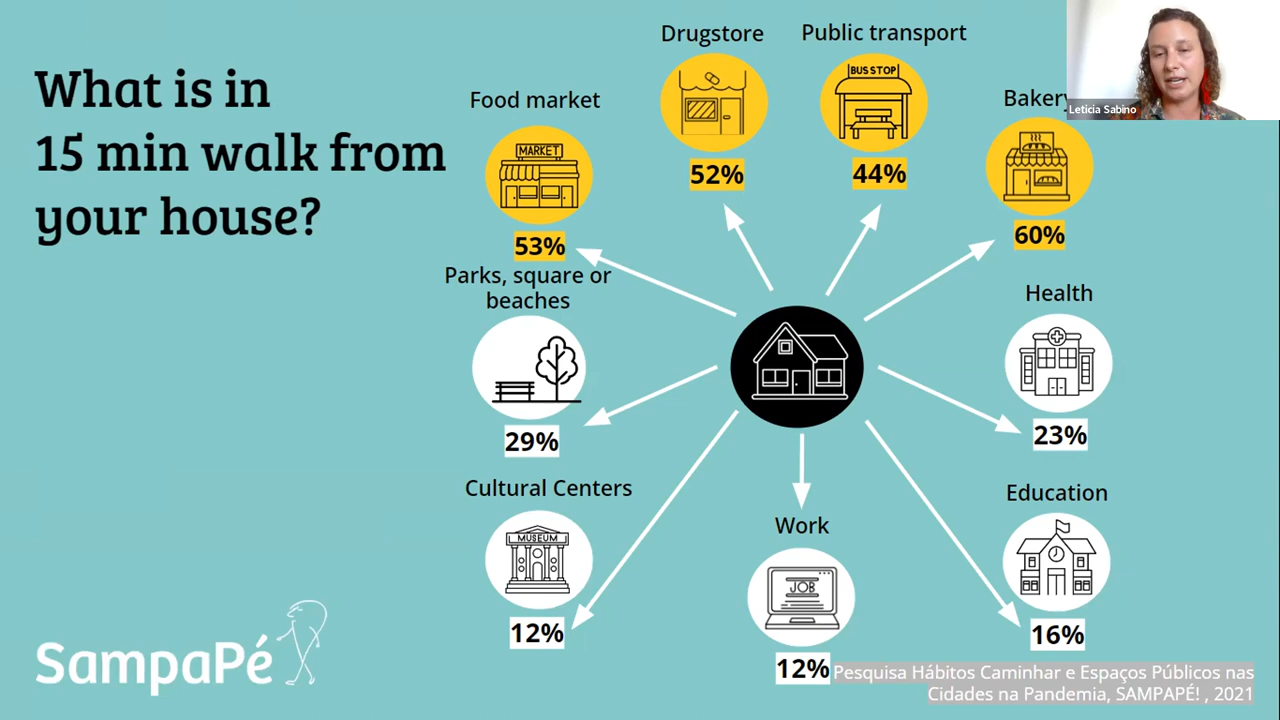 What is in
15 min walk from
your house?
Food market
MARKET
53%
Drugstore
52%
Public transport
BUS STOP
44%
Bakery
60%
Leticia Sabino
Parks, square or
beaches
29%
Health
23%
Cultural Centers
MUSEUM
12%
Work
JOB
12%
Education
16%
SampaPé
Pesquisa Hábitos Caminhar e Espaços Públicos nas
Cidades na Pandemia, SAMPAPÉ! , 2021